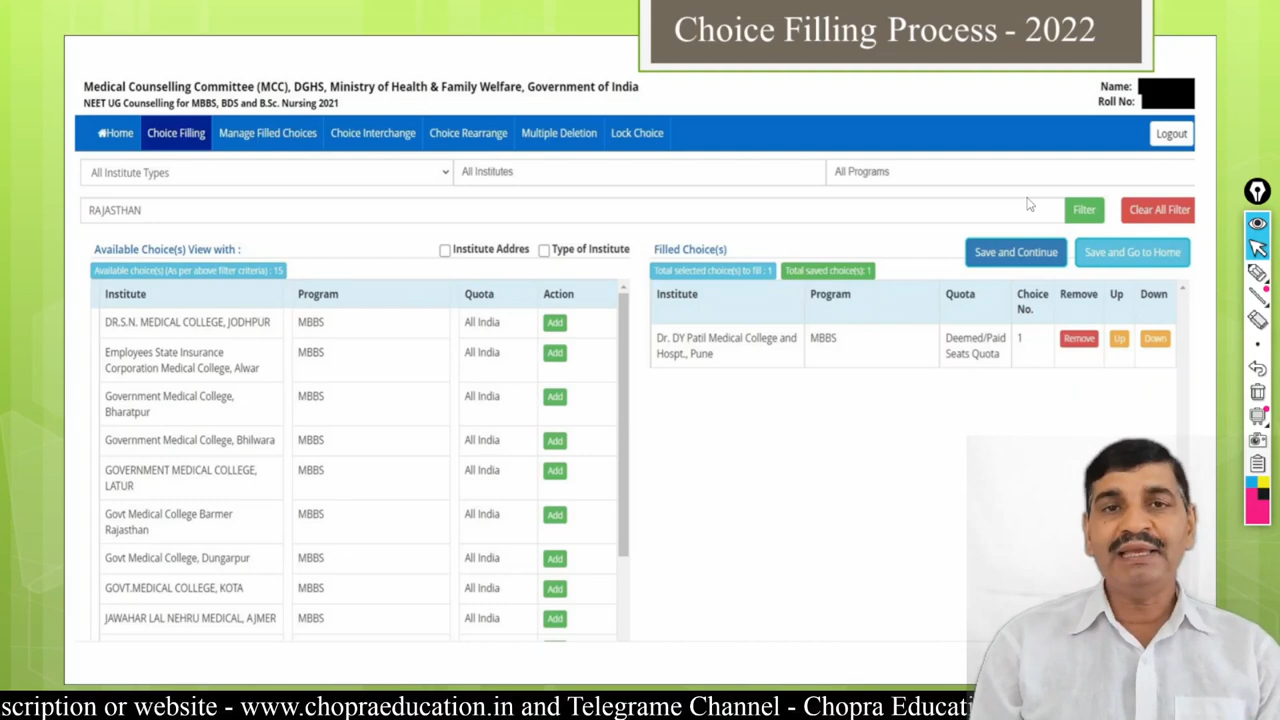 Choice Filling Process - 2022
Medical Counselling Committee (MCC), DGHS, Ministry of Health & Family Welfare, Government of India
NEET UG Counselling for MBBS, BDS and B.Sc. Nursing 2021
Name:
Roll No:
Home Choice Filling Manage Filled Choices Choice Interchange Choice Rearrange Multiple Deletion Lock Choice Logout
All Institute Types All Institutes All Programs
RAJASTHAN Filter Clear All Filter
Available Choice(s) View with : Institute Addres Type of Institute
Available choice(s) (As per above filter criteria) : 15
Institute Program Quota Action
DR.S.N. MEDICAL COLLEGE, JODHPUR MBBS All India Add
Employees State Insurance MBBS All India Add
Corporation Medical College, Alwar
Government Medical College, MBBS All India Add
Bharatpur
Government Medical College, Bhilwara MBBS All India Add
GOVERNMENT MEDICAL COLLEGE, MBBS All India Add
LATUR
Govt Medical College Barmer MBBS All India Add
Rajasthan
Govt Medical College, Dungarpur MBBS All India Add
GOVT.MEDICAL COLLEGE, KOTA MBBS All India Add
JAWAHAR LAL NEHRU MEDICAL, AJMER MBBS All India Add
Filled Choice(s) Save and Continue Save and Go to Home
Total selected choice(s) to fill : 1 Total saved choice(s): 1
Institute Program Quota Choice Remove Up Down
No.
Dr. DY Patil Medical College and MBBS Deemed/Paid 1 Remove Up Down
Hospt., Pune Seats Quota
scription or website - www.chopraeducation.in and Telegrame Channel - Chopra Educati